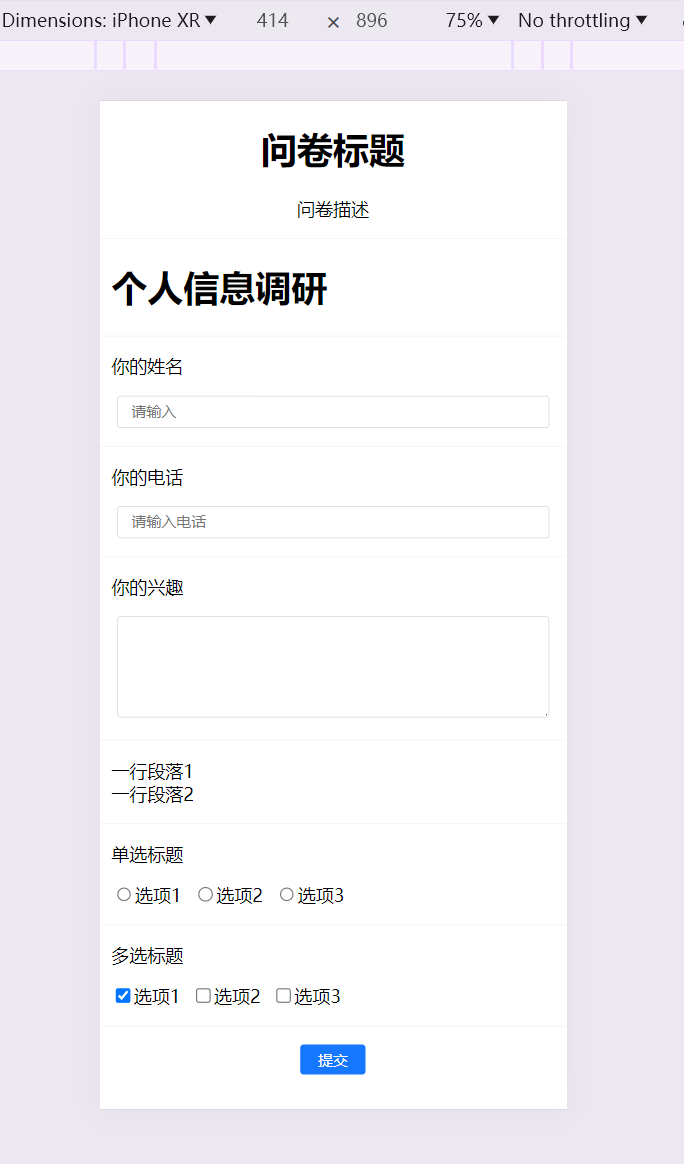 Dimensions: iPhone XR ▼ 414 × 896 75% ▼ No throttling ▼
问卷标题
问卷描述
个人信息调研
你的姓名
请输入
你的电话
请输入电话
你的兴趣
一行段落1
一行段落2
单选标题
选项1 选项2 选项3
多选标题
选项1 选项2 选项3
提交